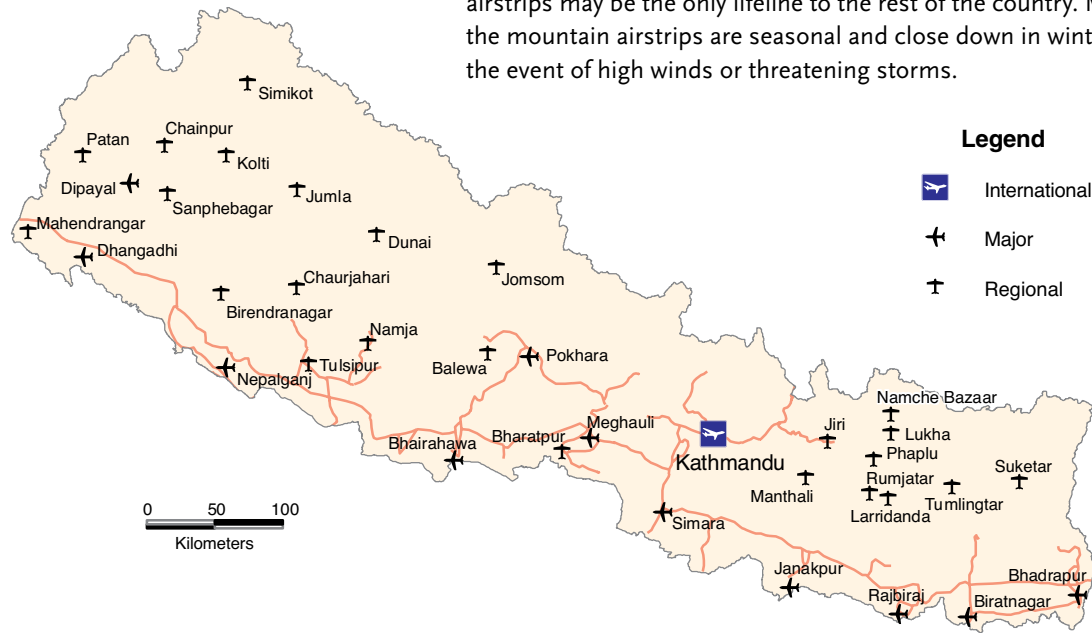 airstrips may be the only lifeline to the rest of the country.
the mountain airstrips are seasonal and close down in
the event of high winds or threatening storms.
Legend
International
Major
Regional
Simikot
Patan
Chainpur
Kolti
Dipayal
Sanphebagar
Jumla
Mahendrangar
Dhangadhi
Dunai
Chaurjahari
Jomsom
Birendranagar
Namja
Tulsipur
Balewa
Pokhara
Nepalganj
Namche Bazaar
Bhairahawa
Bharatpur
Meghauli
Jiri
Lukha
Kathmandu
Phaplu
Manthali
Rumjatar
Suketar
Larridanda
Tumlingtar
0 50 100
Kilometers
Simara
Janakpur
Rajbiraj
Biratnagar
Bhadrapur